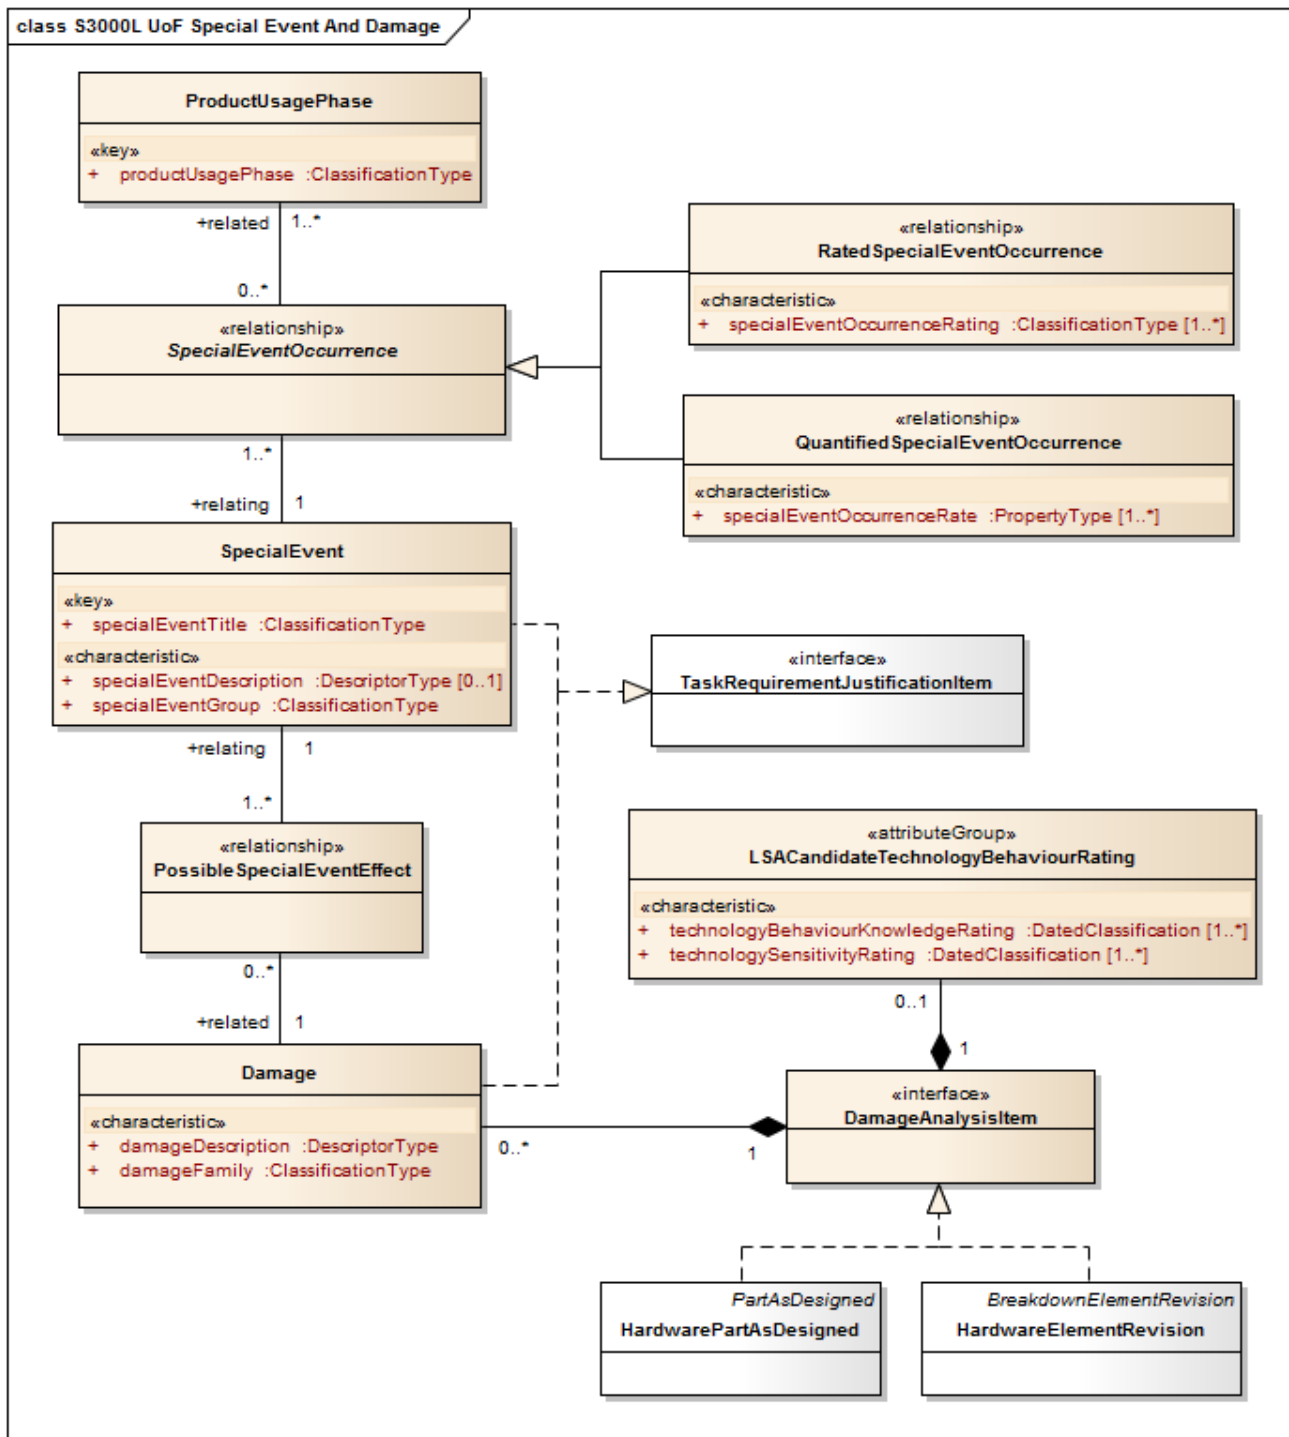 class S3000L UoF Special Event And Damage
ProductUsagePhase
«key»
+ productUsagePhase :ClassificationType
+related 1..*
0..*
«relationship»
SpecialEventOccurrence
«relationship»
RatedSpecialEventOccurrence
«characteristic»
+ specialEventOccurrenceRating :ClassificationType [1..*]
«relationship»
QuantifiedSpecialEventOccurrence
«characteristic»
+ specialEventOccurrenceRate :PropertyType [1..*]
1..*
+relating 1
SpecialEvent
«key»
+ specialEventTitle :ClassificationType
«characteristic»
+ specialEventDescription :DescriptorType [0..1]
+ specialEventGroup :ClassificationType
«interface»
TaskRequirementJustificationItem
+relating 1
1..*
«relationship»
PossibleSpecialEventEffect
«attributeGroup»
LSACandidateTechnologyBehaviourRating
«characteristic»
+ technologyBehaviourKnowledgeRating :DatedClassification [1..*]
+ technologySensitivityRating :DatedClassification [1..*]
0..*
+related 1
0..1
1
Damage
«characteristic»
+ damageDescription :DescriptorType
+ damageFamily :ClassificationType
0..*
1
«interface»
DamageAnalysisItem
PartAsDesigned
HardwarePartAsDesigned
BreakdownElementRevision
HardwareElementRevision